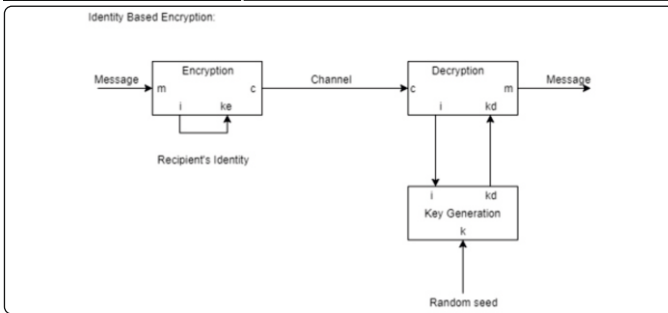 Identity Based Encryption:
Encryption
Decryption
Message
Channel
Message
m
c
c
m
i
ke
i
kd
Recipient's Identity
i
kd
Key Generation
k
Random seed